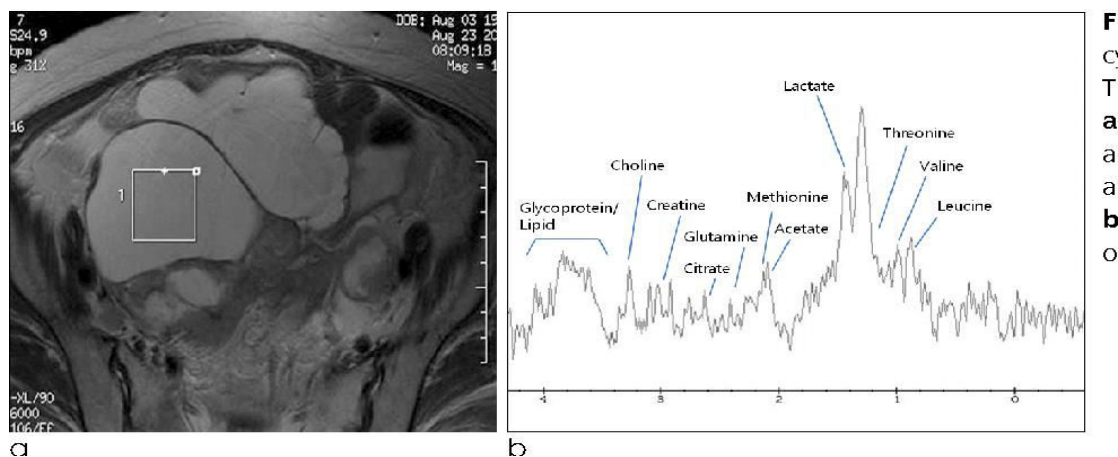 7
S24.9
bpm
g 31%
DOB: Aug 03 19
Aug 23 20
08:09:18
Mag = 1
16
1
-XL/90
6000
106/Ef
a
Lactate
Threonine
Valine
Leucine
Choline
Creatine
Methionine
Acetate
Glutamine
Citrate
Glycoprotein/
Lipid
4
3
2
1
0
b
F
cy
T
a
a
a
b
o